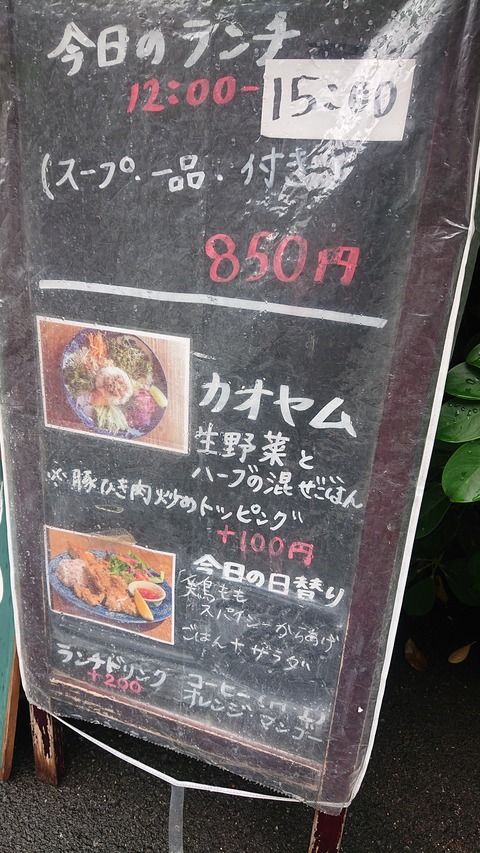 今日のランチ
12:00-15:00
(スープ・一品・付き)
850円
カオヤム
生野菜と
ハーブの混ぜごはん
※豚ひき肉炒めトッピング
+100円
今日の日替り
鶏もも
スパイシーからあげ
ごはん+サラダ
ランチドリンク
+200
コーヒー
オレンジ・マンゴー